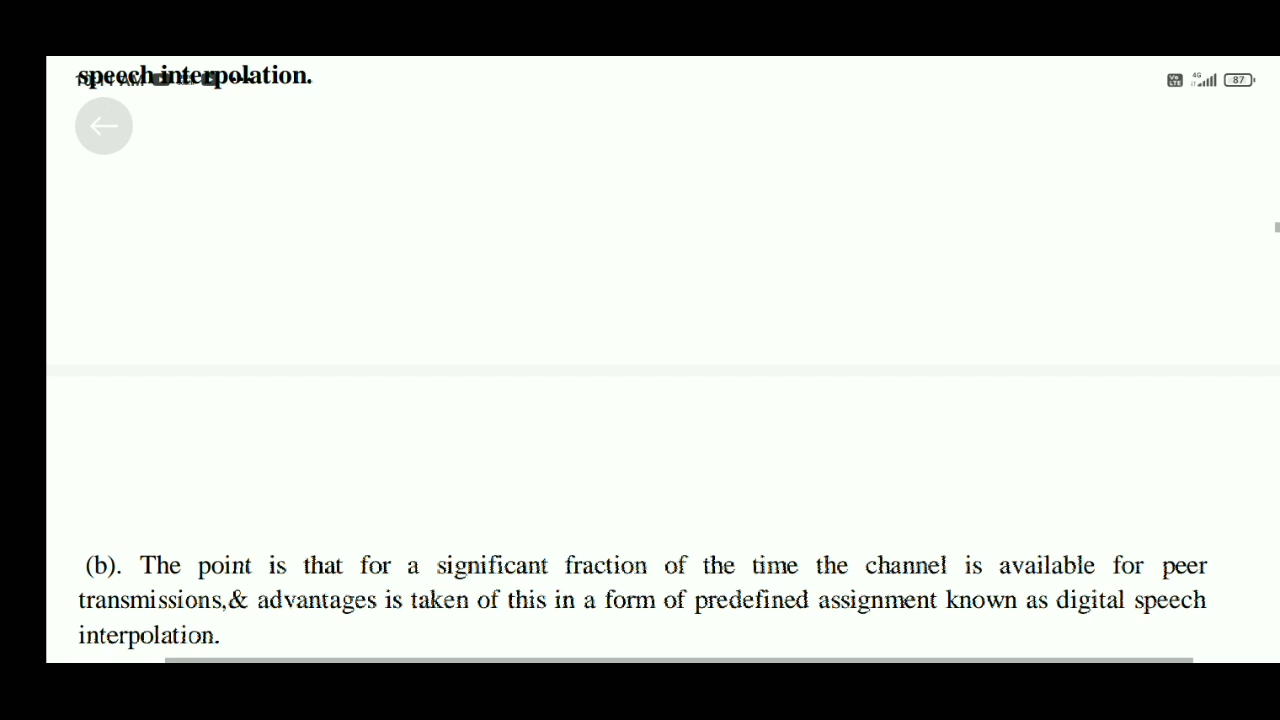 speech interpolation.
87
(b). The point is that for a significant fraction of the time the channel is available for peer
transmissions,& advantages is taken of this in a form of predefined assignment known as digital speech
interpolation.